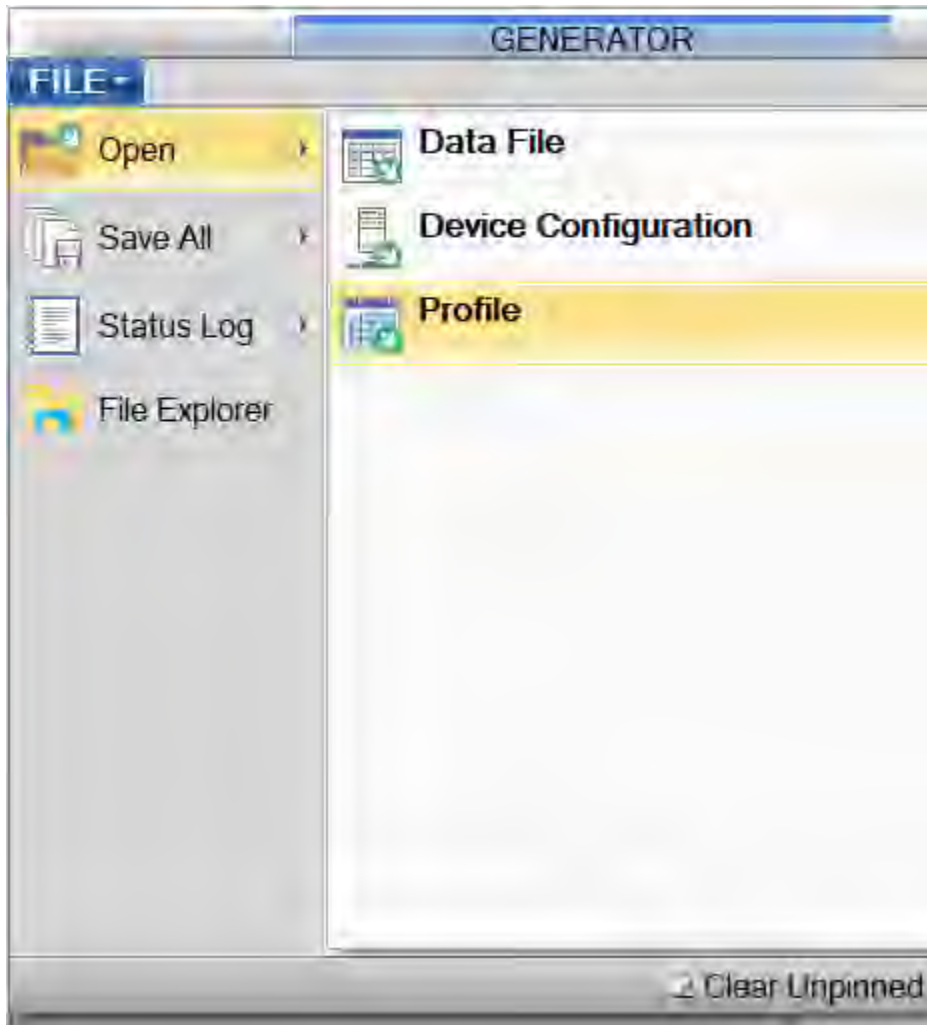 GENERATOR
FILE
Open
Save All
Status Log
File Explorer
Data File
Device Configuration
Profile
Clear Unpinned